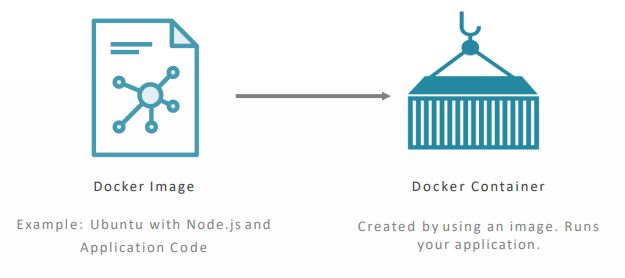 Docker Image
Docker Container
Example: Ubuntu with Node.js and
Application Code
Created by using an image. Runs
your application.